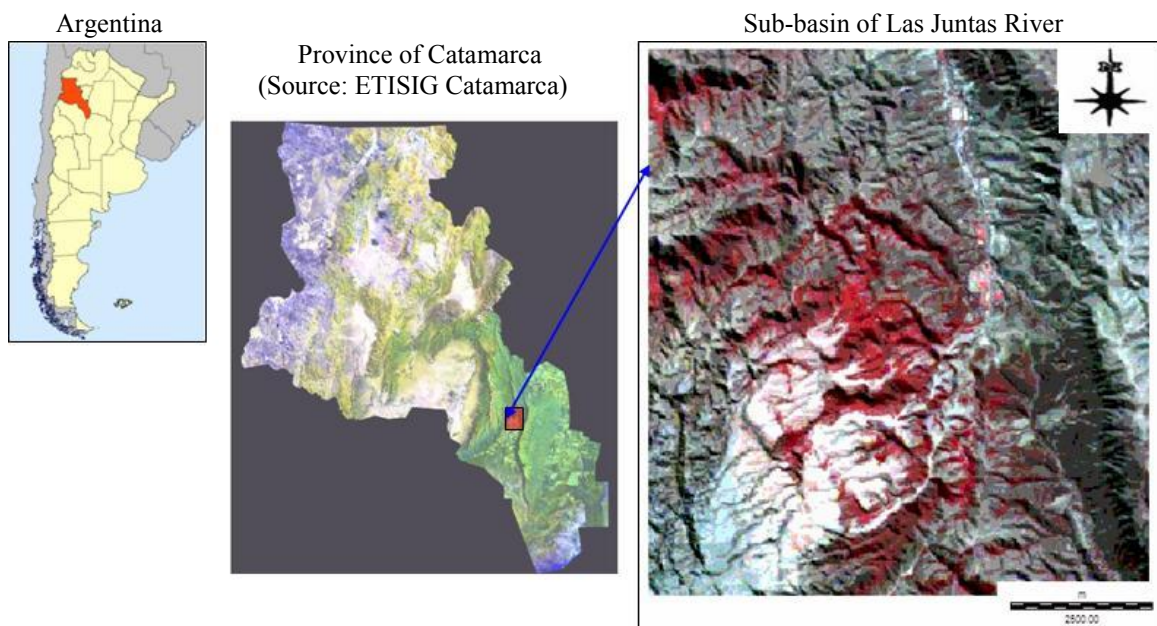 Argentina
Province of Catamarca
(Source: ETISIG Catamarca)
Sub-basin of Las Juntas River
m
2500.00